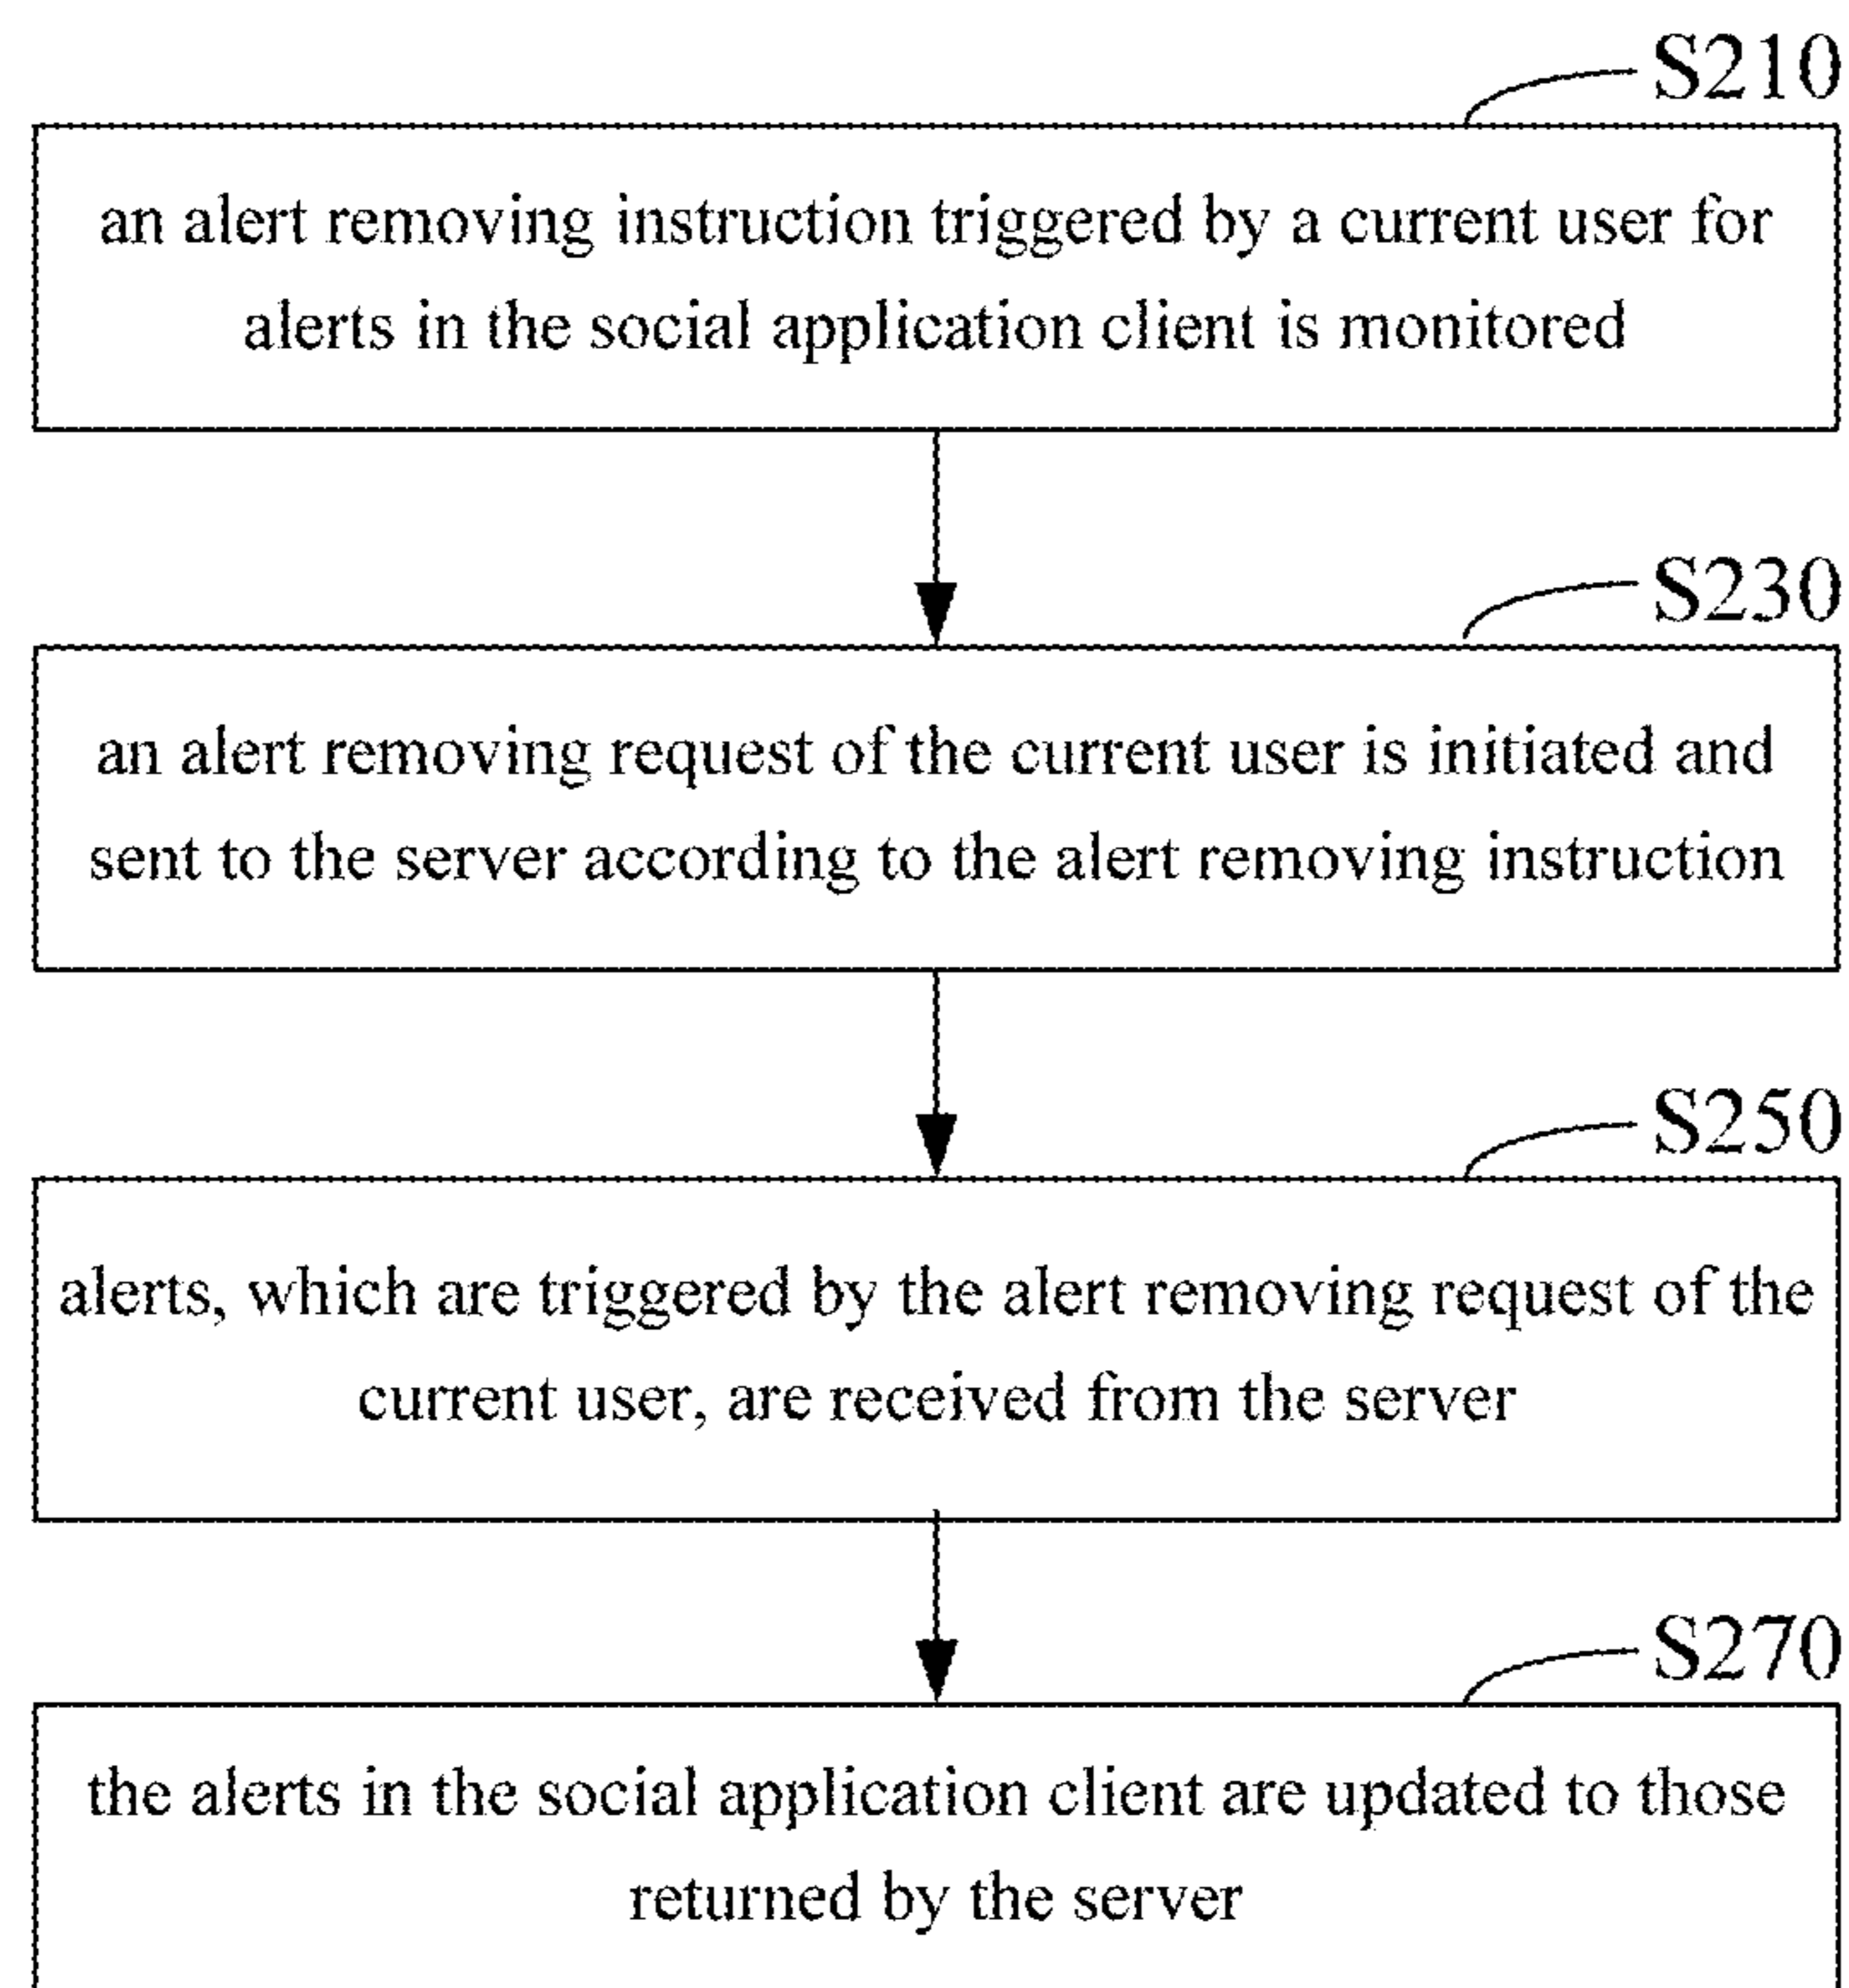 S210
an alert removing instruction triggered by a current user for
alerts in the social application client is monitored
S230
an alert removing request of the current user is initiated and
sent to the server according to the alert removing instruction
S250
alerts, which are triggered by the alert removing request of the
current user, are received from the server
S270
the alerts in the social application client are updated to those
returned by the server